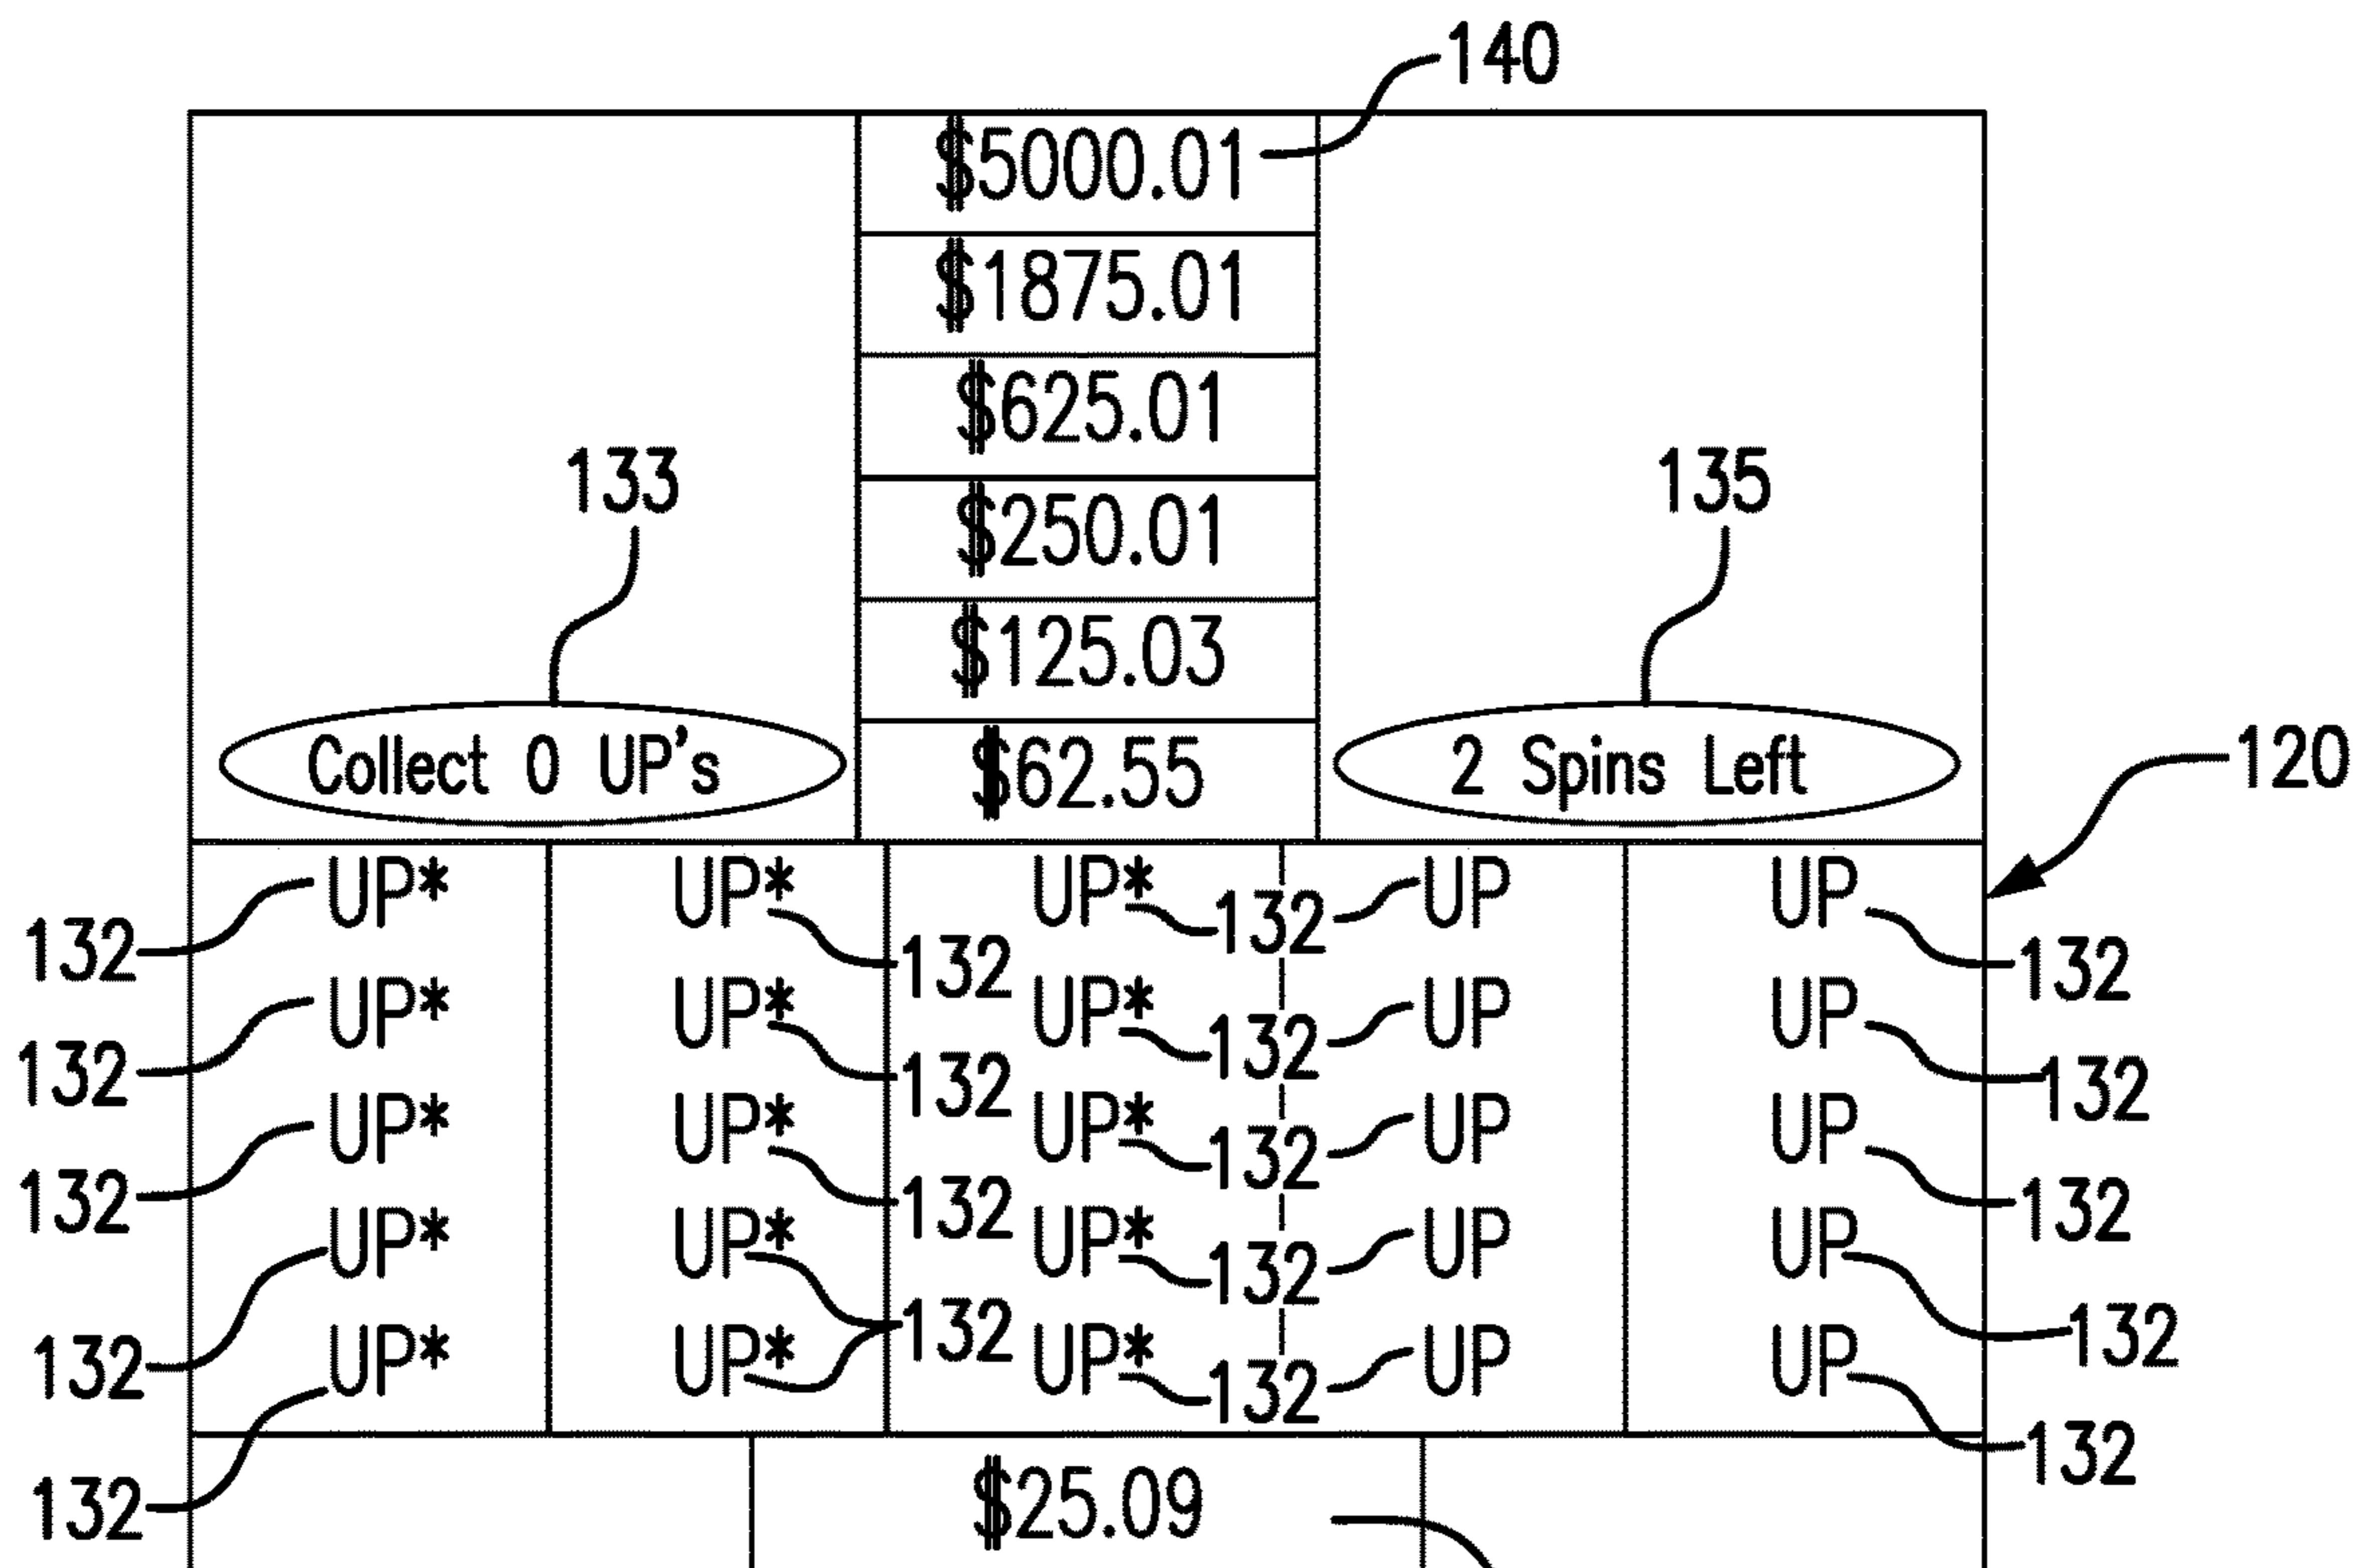 140
$5000.01
$1875.01
$625.01
133
135
$250.01
$125.03
Collect 0 UP's
$62.55
2 Spins Left
120
UP* UP* UP* 132 UP UP
132 132 132
UP* UP* UP* 132 UP UP
132 132 132
UP* UP* UP* 132 UP UP
132 132 132
UP* UP* UP* 132 UP UP
132 132 132
UP* UP* UP* 132 UP UP
132 132
$25.09